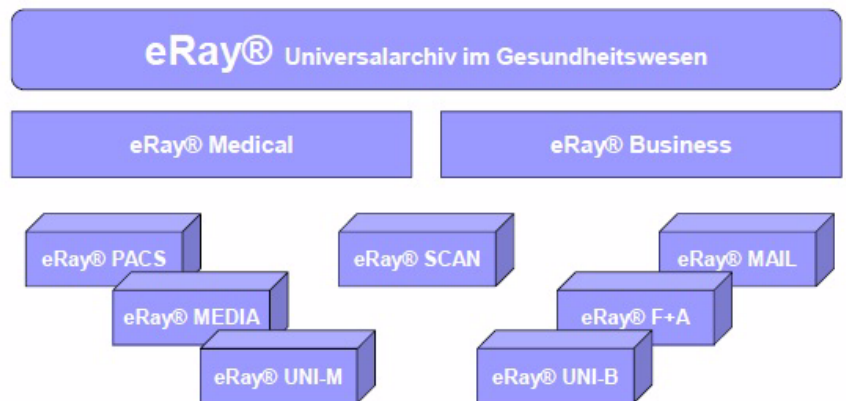 eRay® Universalarchiv im Gesundheitswesen
eRay® Medical
eRay® Business
eRay® PACS
eRay® SCAN
eRay® MAIL
eRay® MEDIA
eRay® F+A
eRay® UNI-M
eRay® UNI-B